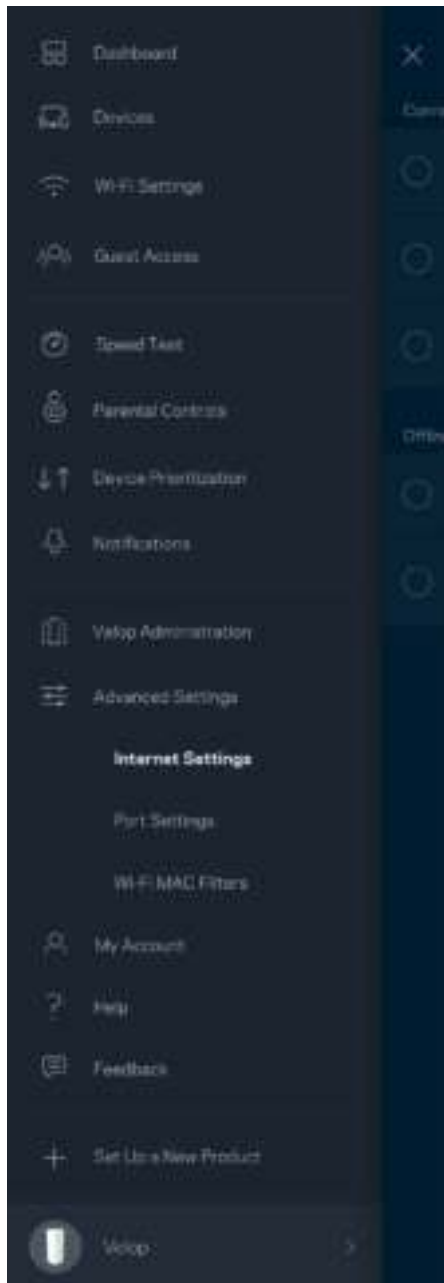 Dashboard
Devices
Wi-Fi Settings
Guest Access
Speed Test
Parental Controls
Device Prioritization
Notifications
Velop Administration
Advanced Settings
Internet Settings
Port Settings
Wi-Fi MAC Filters
My Account
Help
Feedback
Set Up a New Product
Velop